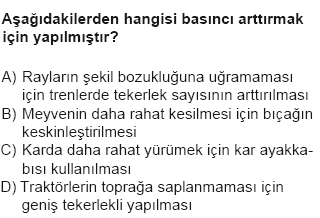 Aşağıdakilerden hangisi basıncı arttırmak
için yapılmıştır?
A) Rayların şekil bozukluğuna uğramaması
için trenlerde tekerlek sayısının arttırılması
B) Meyvenin daha rahat kesilmesi için bıçağın
keskinleştirilmesi
C) Karda daha rahat yürümek için kar ayakka-
bısı kullanılması
D) Traktörlerin toprağa saplanmaması için
geniş tekerlekli yapılması